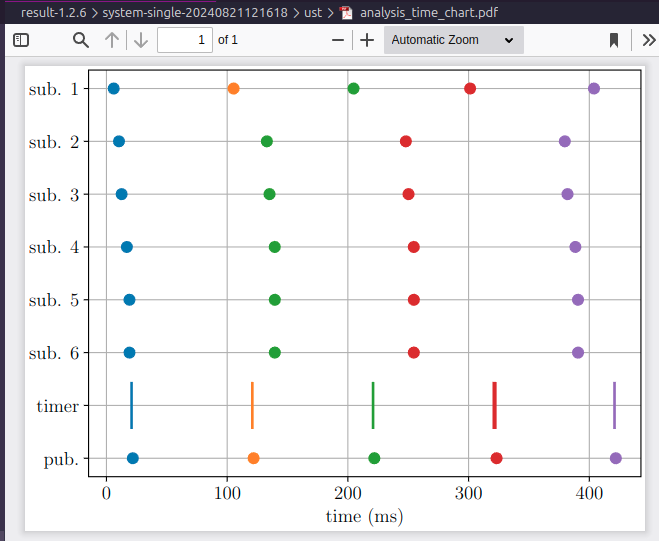 result-1.2.6 > system-single-20240821121618 > ust > analysis_time_chart.pdf
1 of 1 Automatic Zoom
sub. 1
sub. 2
sub. 3
sub. 4
sub. 5
sub. 6
timer
pub.
0 100 200 300 400
time (ms)